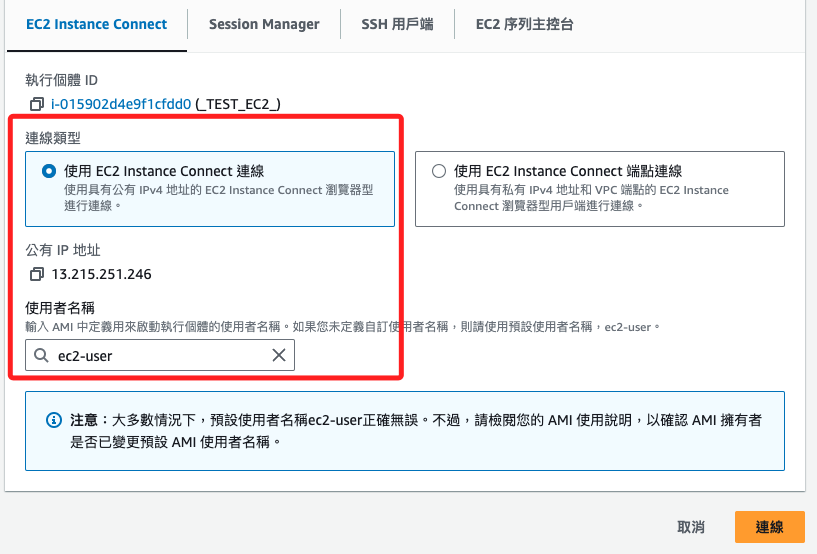 EC2 Instance Connect Session Manager SSH 用戶端 EC2 序列主控台
執行個體 ID
i-015902d4e9f1cfdd0 (_TEST_EC2_)
連線類型
使用 EC2 Instance Connect 連線
使用具有公有 IPv4 地址的 EC2 Instance Connect 瀏覽器型
進行連線。
使用 EC2 Instance Connect 端點連線
使用具有私有 IPv4 地址和 VPC 端點的 EC2 Instance
Connect 瀏覽器型用戶端進行連線。
公有 IP 地址
13.215.251.246
使用者名稱
輸入 AMI 中定義用來啟動執行個體的使用者名稱。如果您未定義自訂使用者名稱，則請使用預設使用者名稱，ec2-user。
ec2-user
注意：大多數情況下，預設使用者名稱ec2-user正確無誤。不過，請檢閱您的 AMI 使用說明，以確認 AMI 擁有者
是否已變更預設 AMI 使用者名稱。
取消 連線